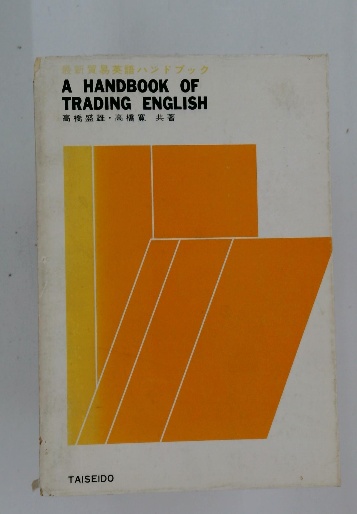 最新貿易英語ハンドブック
A HANDBOOK OF
TRADING ENGLISH
高橋盛雄・高橋寛 共著
TAISEIDO